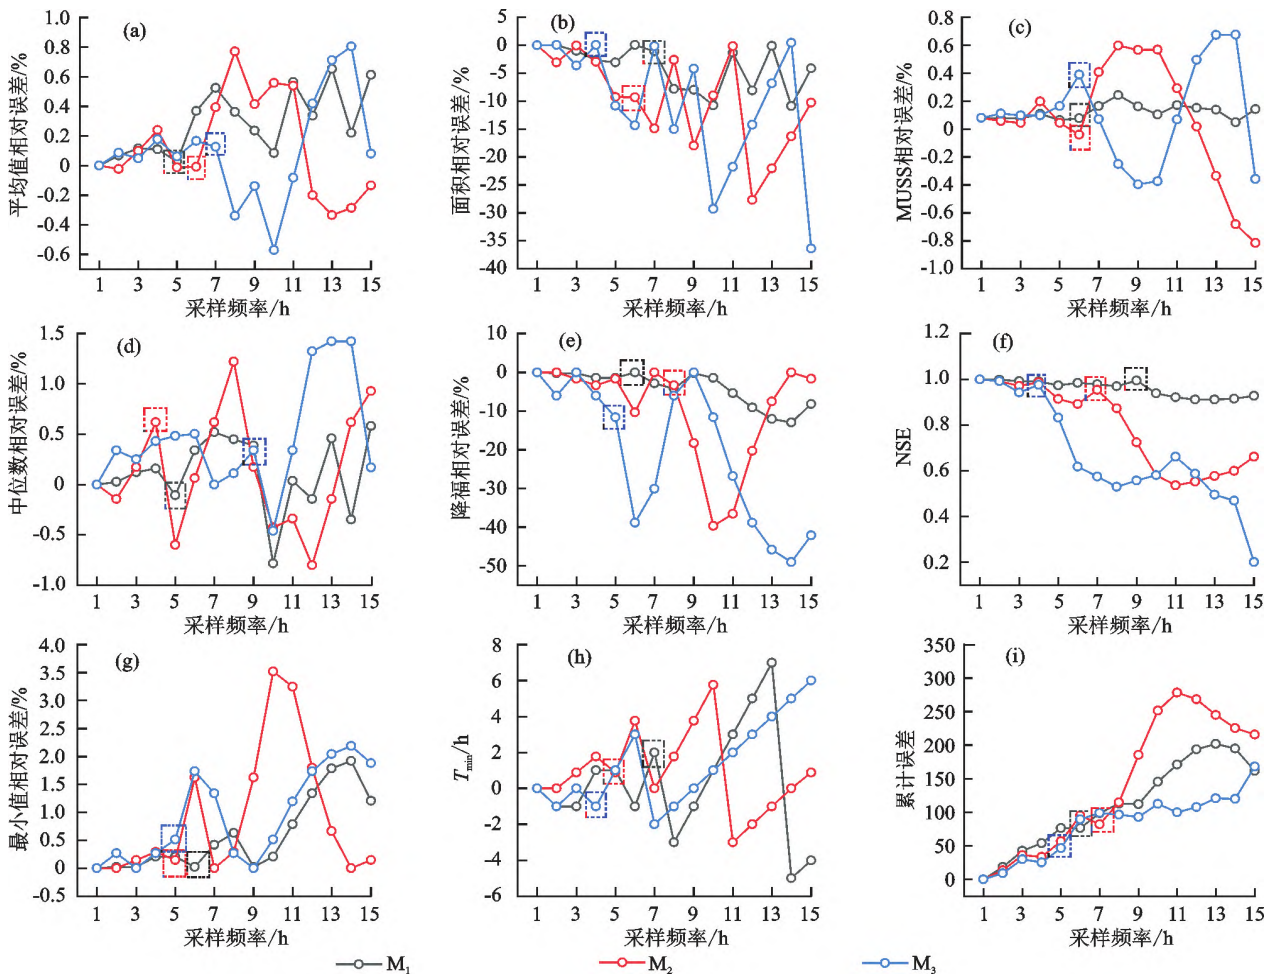 (a)
平均值相对误差/%
1.0
0.8
0.6
0.4
0.2
0
-0.2
-0.4
-0.6
1 3 5 7 9 11 13 15
采样频率/h
(b)
面积相对误差/%
5
0
-5
-10
-15
-20
-25
-30
-35
-40
1 3 5 7 9 11 13 15
采样频率/h
(c)
MUSS相对误差/%
0.8
0.6
0.4
0.2
0
-0.2
-0.4
-0.6
-0.8
-1.0
1 3 5 7 9 11 13 15
采样频率/h
(d)
中位数相对误差/%
1.5
1.0
0.5
0
-0.5
-1.0
1 3 5 7 9 11 13 15
采样频率/h
(e)
降福相对误差/%
10
0
-10
-20
-30
-40
-50
1 3 5 7 9 11 13 15
采样频率/h
(f)
NSE
1.2
1.0
0.8
0.6
0.4
0.2
1 3 5 7 9 11 13 15
采样频率/h
(g)
最小值相对误差/%
4.0
3.5
3.0
2.5
2.0
1.5
1.0
0.5
0
-0.5
1 3 5 7 9 11 13 15
采样频率/h
(h)
Tmin/h
8
6
4
2
0
-2
-4
6
1 3 5 7 9 11 13 15
采样频率/h
(i)
累计误差
350
300
250
200
150
100
50
0
1 3 5 7 9 11 13 15
采样频率/h
M1 M2 M3